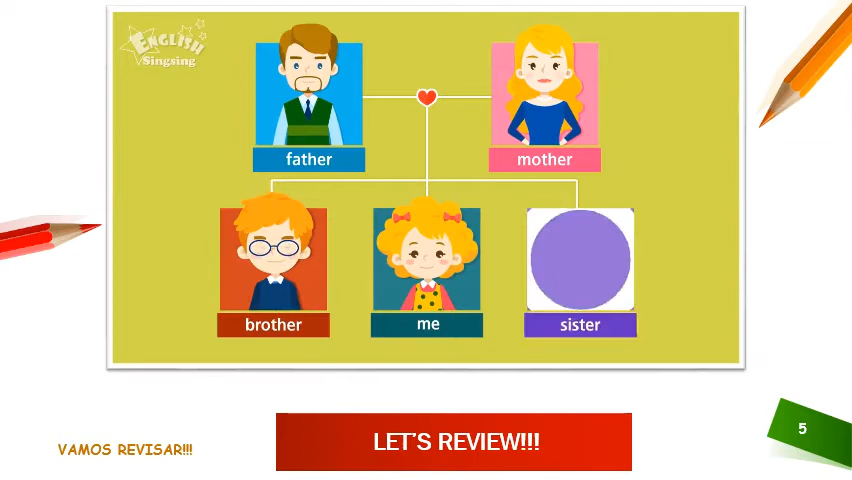 ENGLISH
Singsing
father
mother
brother
me
sister
VAMOS REVISAR!!!
LET'S REVIEW!!!
5